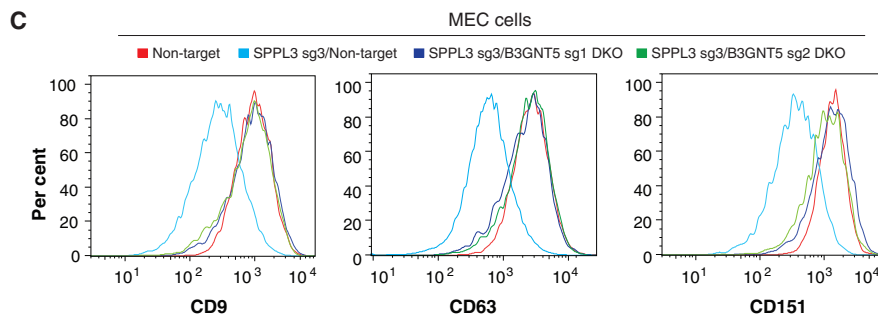 C
MEC cells
Non-target SPPL3 sg3/Non-target SPPL3 sg3/B3GNT5 sg1 DKO SPPL3 sg3/B3GNT5 sg2 DKO
Per cent
100
80
60
40
20
0
10¹ 10² 10³ 10⁴
CD9
100
80
60
40
20
0
10¹ 10² 10³ 10⁴
CD63
100
80
60
40
20
0
10¹ 10² 10³ 10⁴
CD151